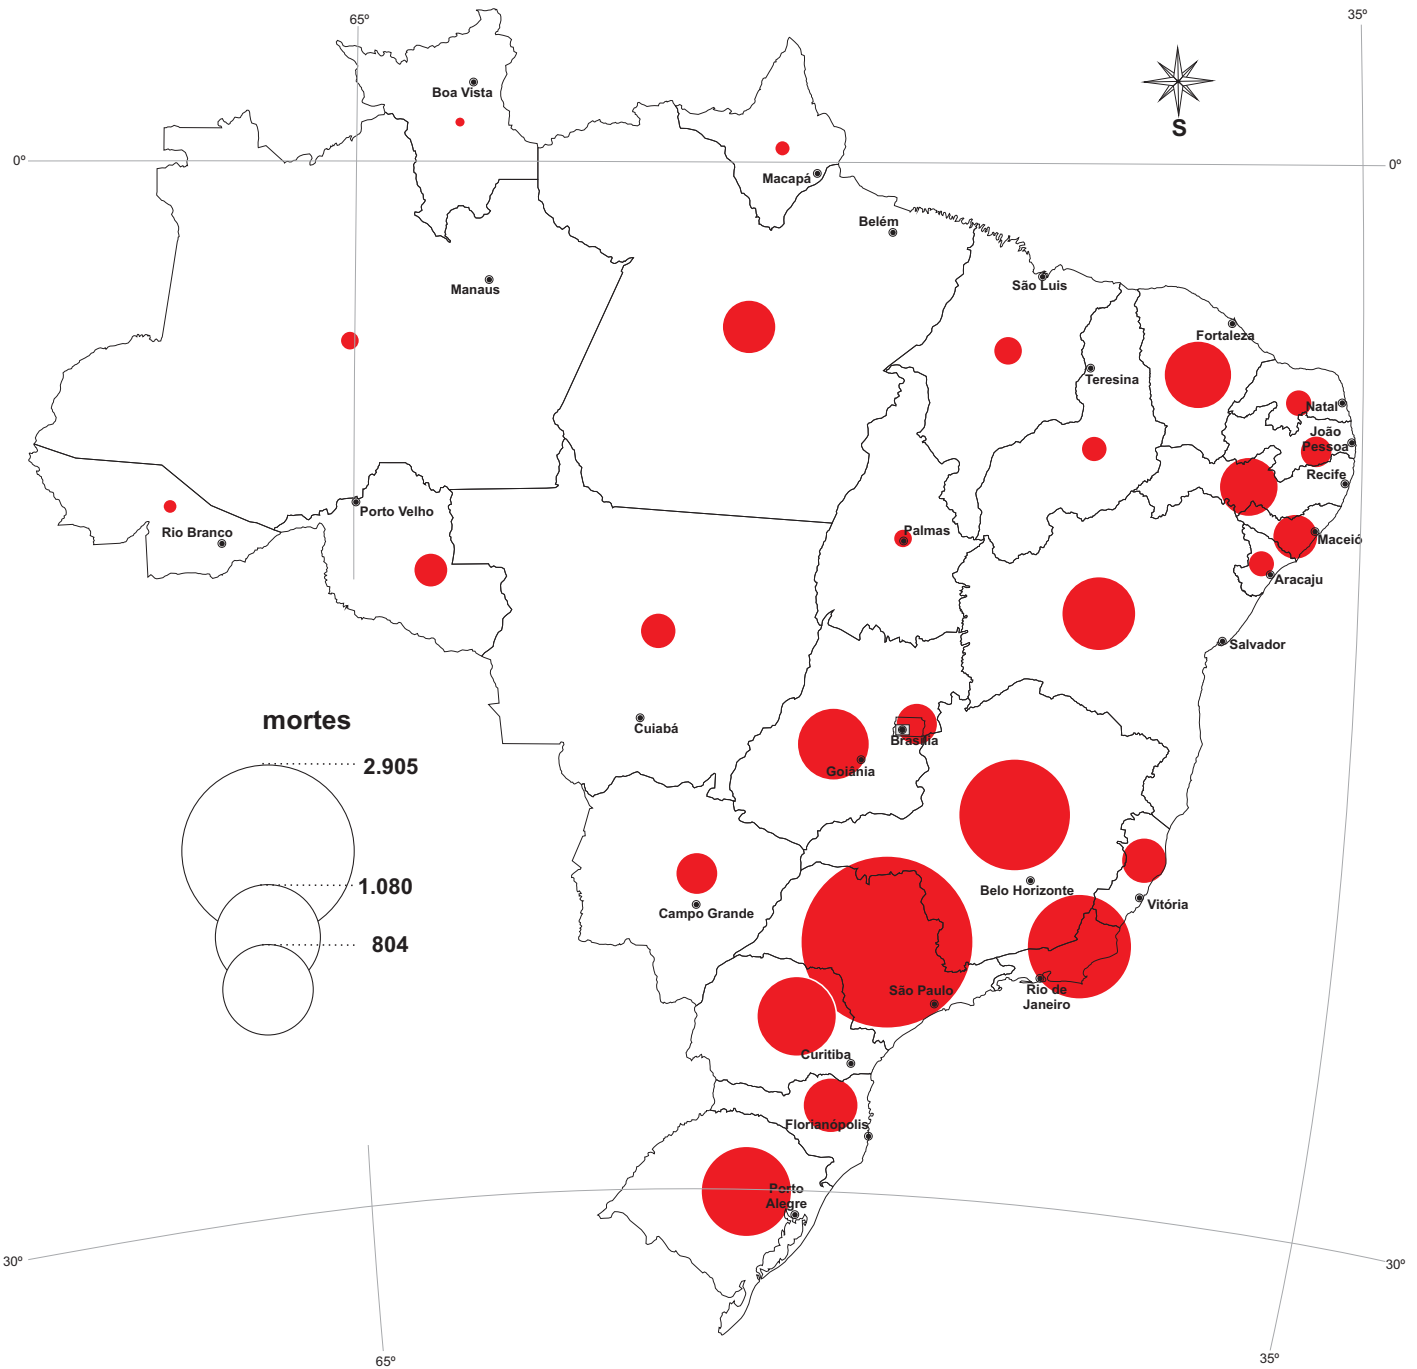 65º
35º
Boa Vista
S
0º
0º
Macapá
Belém
Manaus
São Luis
Fortaleza
Teresina
Natal
João
Pessoa
Recife
Porto Velho
Rio Branco
Palmas
Maceió
Aracaju
Salvador
mortes
Cuiabá
Brasília
2.905
Goiânia
1.080
Belo Horizonte
Campo Grande
Vitória
804
São Paulo
Rio de
Janeiro
Curitiba
Florianópolis
Porto
Alegre
30º
30º
65º
35º